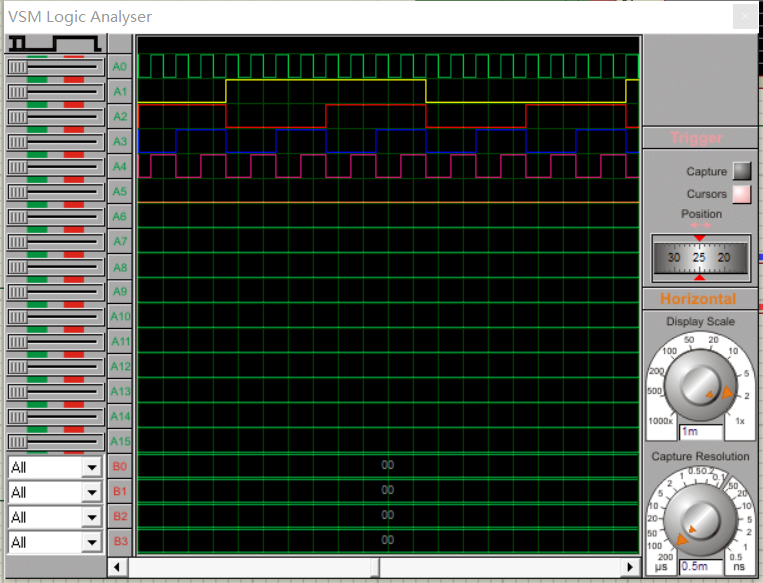 VSM Logic Analyser
A0
A1
A2
A3
A4
A5
A6
A7
A8
A9
A10
A11
A12
A13
A14
A15
All B0 00
All B1 00
All B2 00
All B3 00
Trigger
Capture
Cursors
Position
30 25 20
Horizontal
Display Scale
1000x 500 200 100 50 20 10 5 2 1x
1m
Capture Resolution
200 100 50 20 10 5 2 1 0.5 0.2 50 20 10 5 2 1 0.5
µs ns
0.5m